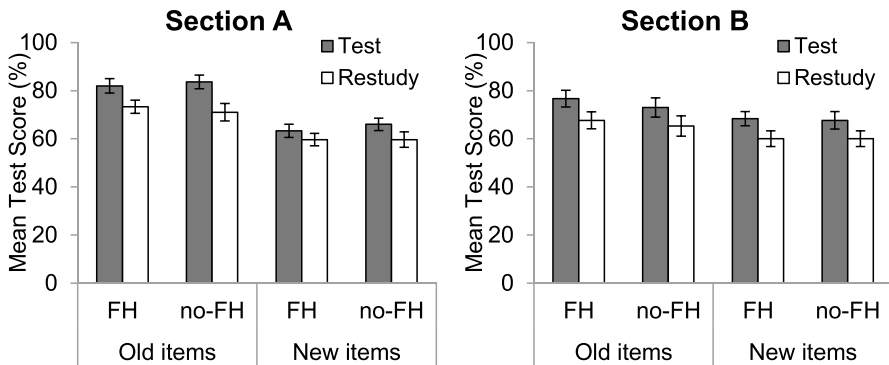 Section A
Mean Test Score (%)
100
80
60
40
20
0
Test
Restudy
FH
no-FH
FH
no-FH
Old items
New items
Section B
Mean Test Score (%)
100
80
60
40
20
0
Test
Restudy
FH
no-FH
FH
no-FH
Old items
New items